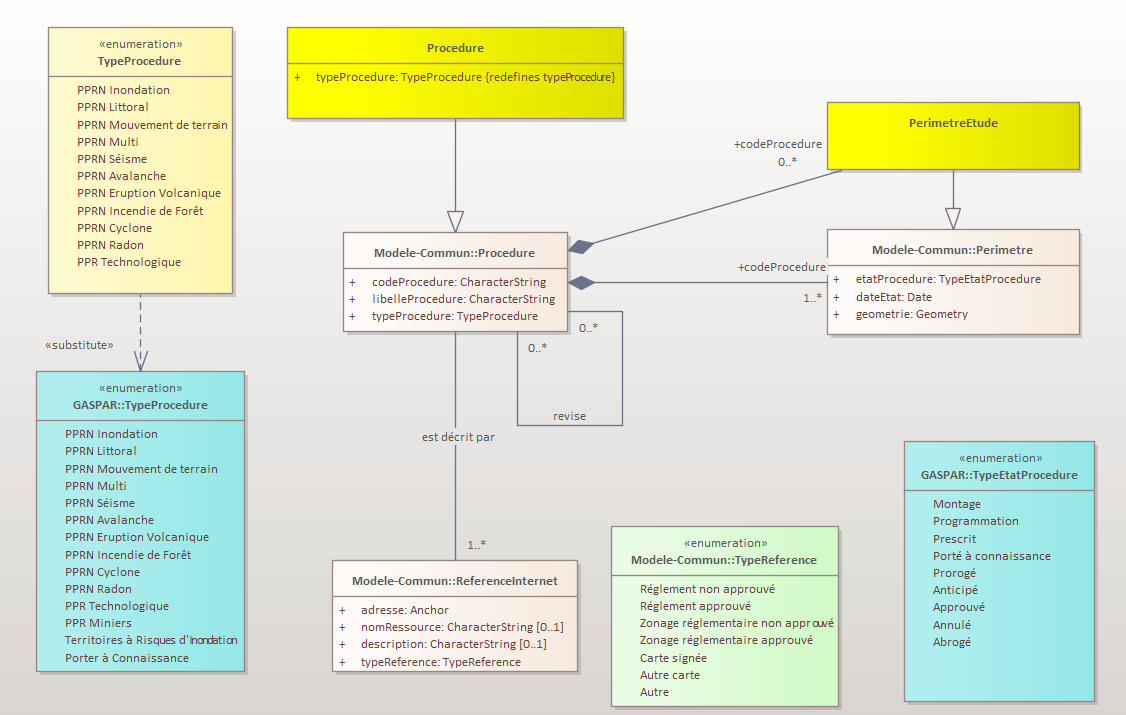 «enumeration»
TypeProcedure
PPRN Inondation
PPRN Littoral
PPRN Mouvement de terrain
PPRN Multi
PPRN Séisme
PPRN Avalanche
PPRN Eruption Volcanique
PPRN Incendie de Forêt
PPRN Cyclone
PPRN Radon
PPR Technologique
Procedure
+ typeProcedure: TypeProcedure {redefines typeProcedure}
PerimetreEtude
+codeProcedure
0..*
Modele-Commun::Procedure
+ codeProcedure: CharacterString
+ libelleProcedure: CharacterString
+ typeProcedure: TypeProcedure
Modele-Commun::Perimetre
+ etatProcedure: TypeEtatProcedure
+ dateEtat: Date
+ geometrie: Geometry
+codeProcedure
1..*
0..*
0..*
revise
«substitute»
«enumeration»
GASPAR::TypeProcedure
PPRN Inondation
PPRN Littoral
PPRN Mouvement de terrain
PPRN Multi
PPRN Séisme
PPRN Avalanche
PPRN Eruption Volcanique
PPRN Incendie de Forêt
PPRN Cyclone
PPRN Radon
PPR Technologique
PPR Miniers
Territoires à Risques d'Inondation
Porter à Connaissance
est décrit par
1..*
Modele-Commun::ReferenceInternet
+ adresse: Anchor
+ nomRessource: CharacterString [0..1]
+ description: CharacterString [0..1]
+ typeReference: TypeReference
«enumeration»
Modele-Commun::TypeReference
Réglement non approuvé
Réglement approuvé
Zonage réglementaire non approuvé
Zonage réglementaire approuvé
Carte signée
Autre carte
Autre
«enumeration»
GASPAR::TypeEtatProcedure
Montage
Programmation
Prescrit
Porté à connaissance
Prorogé
Anticipé
Approuvé
Annulé
Abrogé